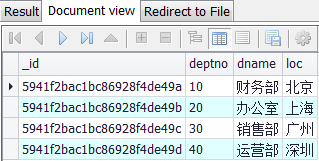 Result Document view Redirect to File
_id deptno dname loc
5941f2bac1bc86928f4de49a 10 财务部 北京
5941f2bac1bc86928f4de49b 20 办公室 上海
5941f2bac1bc86928f4de49c 30 销售部 广州
5941f2bac1bc86928f4de49d 40 运营部 深圳